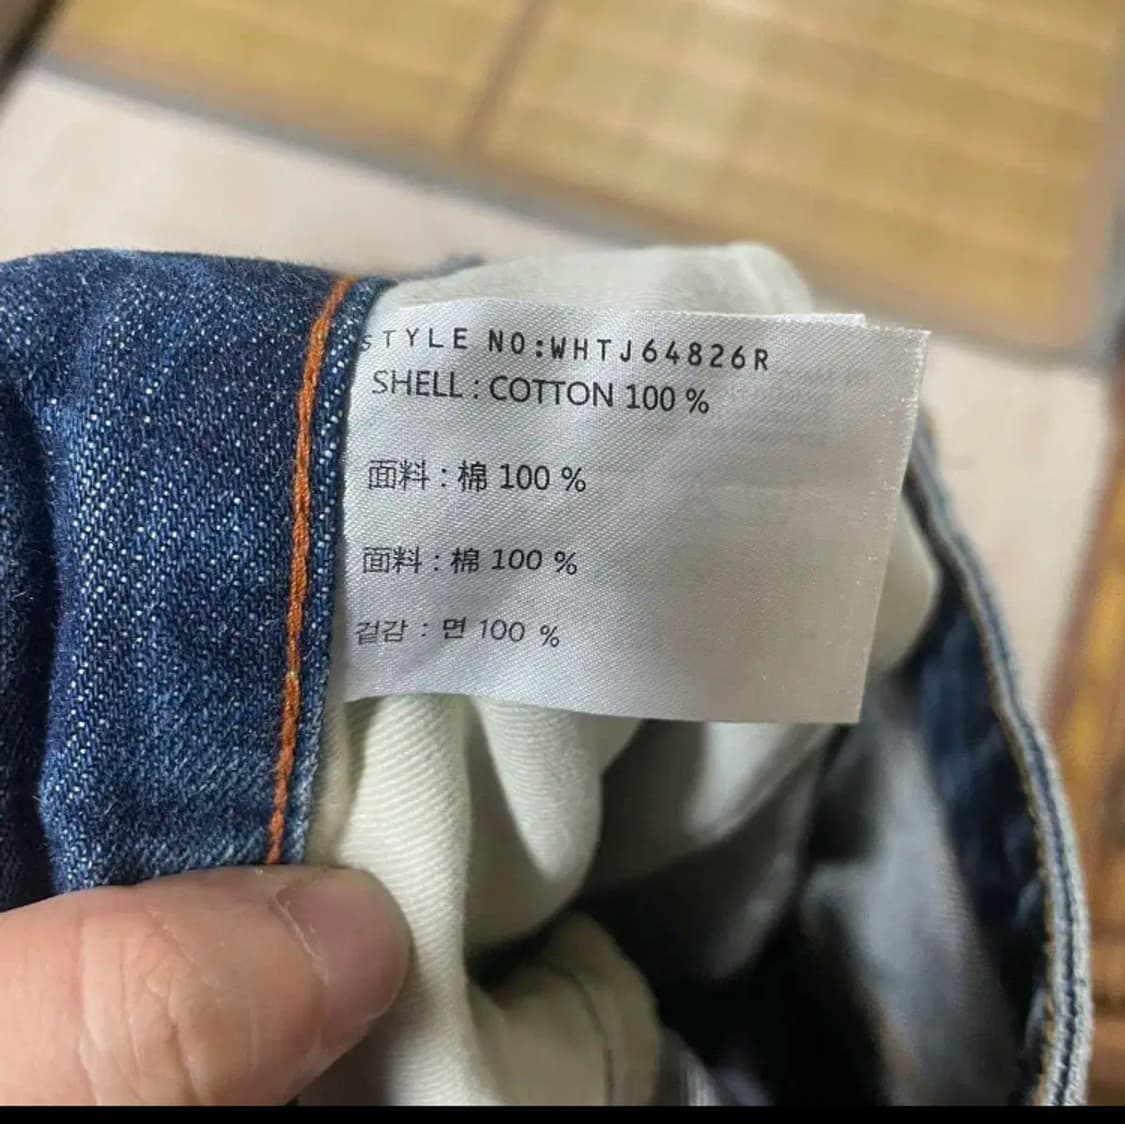 STYLE NO:WHTJ64826R
SHELL : COTTON 100 %
面料 : 棉 100 %
面料 : 棉 100 %
겉감 : 면 100 %